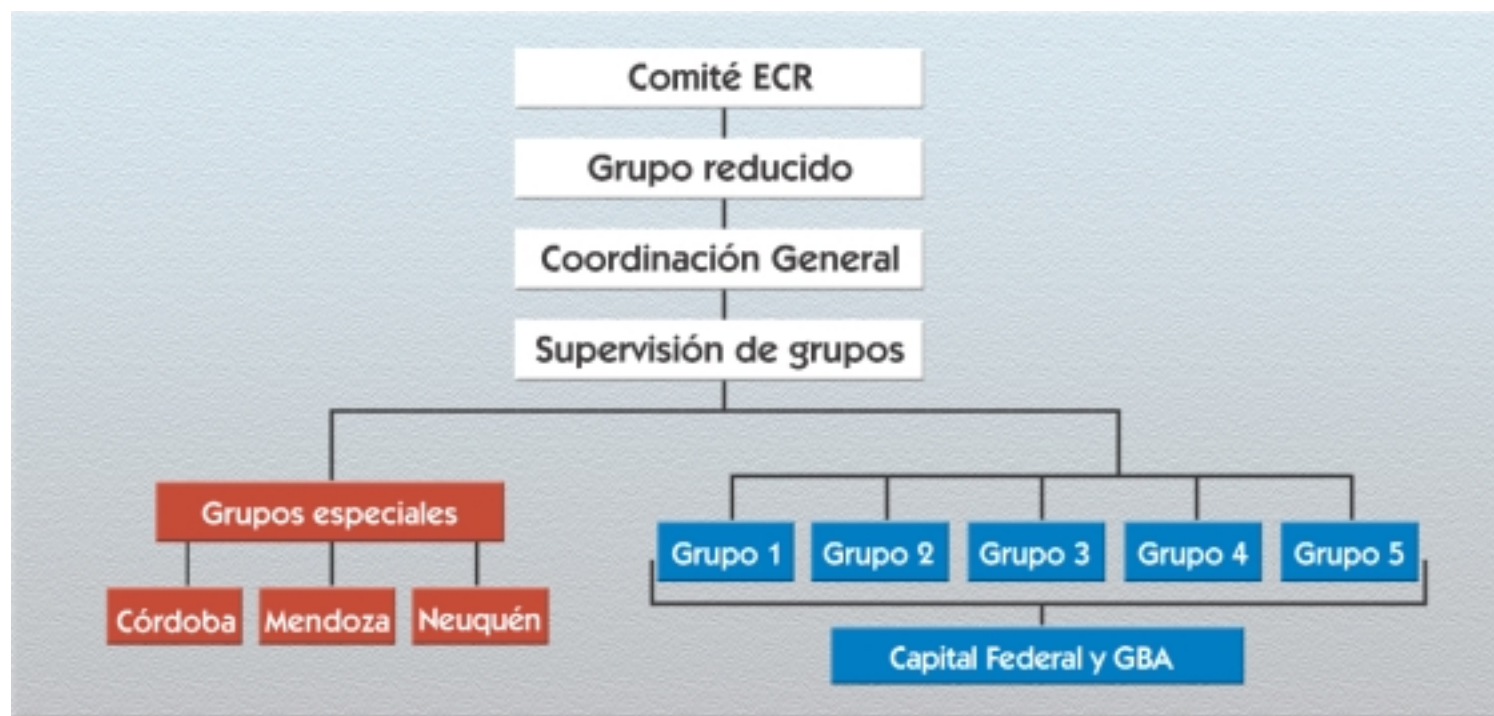 Comité ECR
Grupo reducido
Coordinación General
Supervisión de grupos
Grupos especiales
Córdoba
Mendoza
Neuquén
Grupo 1
Grupo 2
Grupo 3
Grupo 4
Grupo 5
Capital Federal y GBA